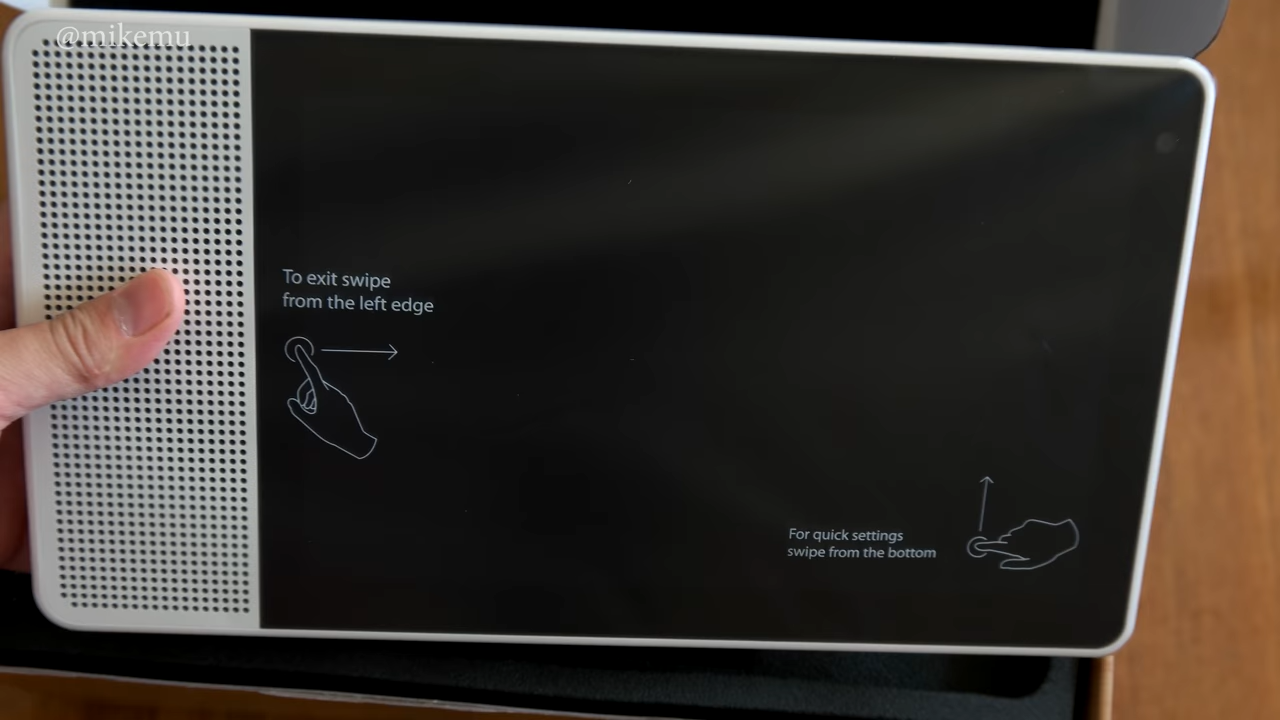 @mikemu
To exit swipe
from the left edge
For quick settings
swipe from the bottom